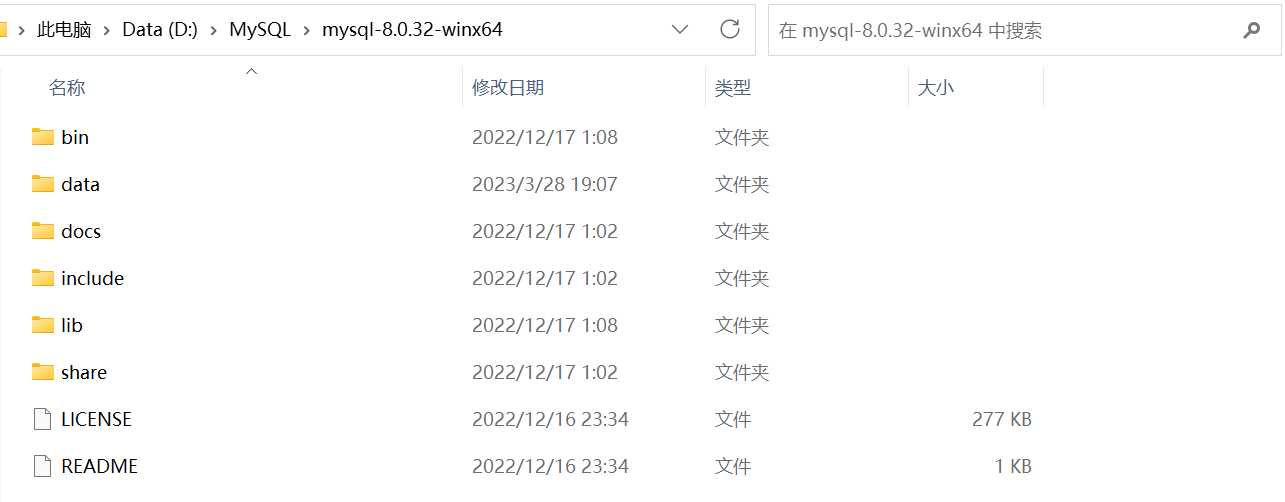 此电脑 › Data (D:) › MySQL › mysql-8.0.32-winx64 在 mysql-8.0.32-winx64 中搜索
名称 修改日期 类型 大小
bin 2022/12/17 1:08 文件夹
data 2023/3/28 19:07 文件夹
docs 2022/12/17 1:02 文件夹
include 2022/12/17 1:02 文件夹
lib 2022/12/17 1:08 文件夹
share 2022/12/17 1:02 文件夹
LICENSE 2022/12/16 23:34 文件 277 KB
README 2022/12/16 23:34 文件 1 KB